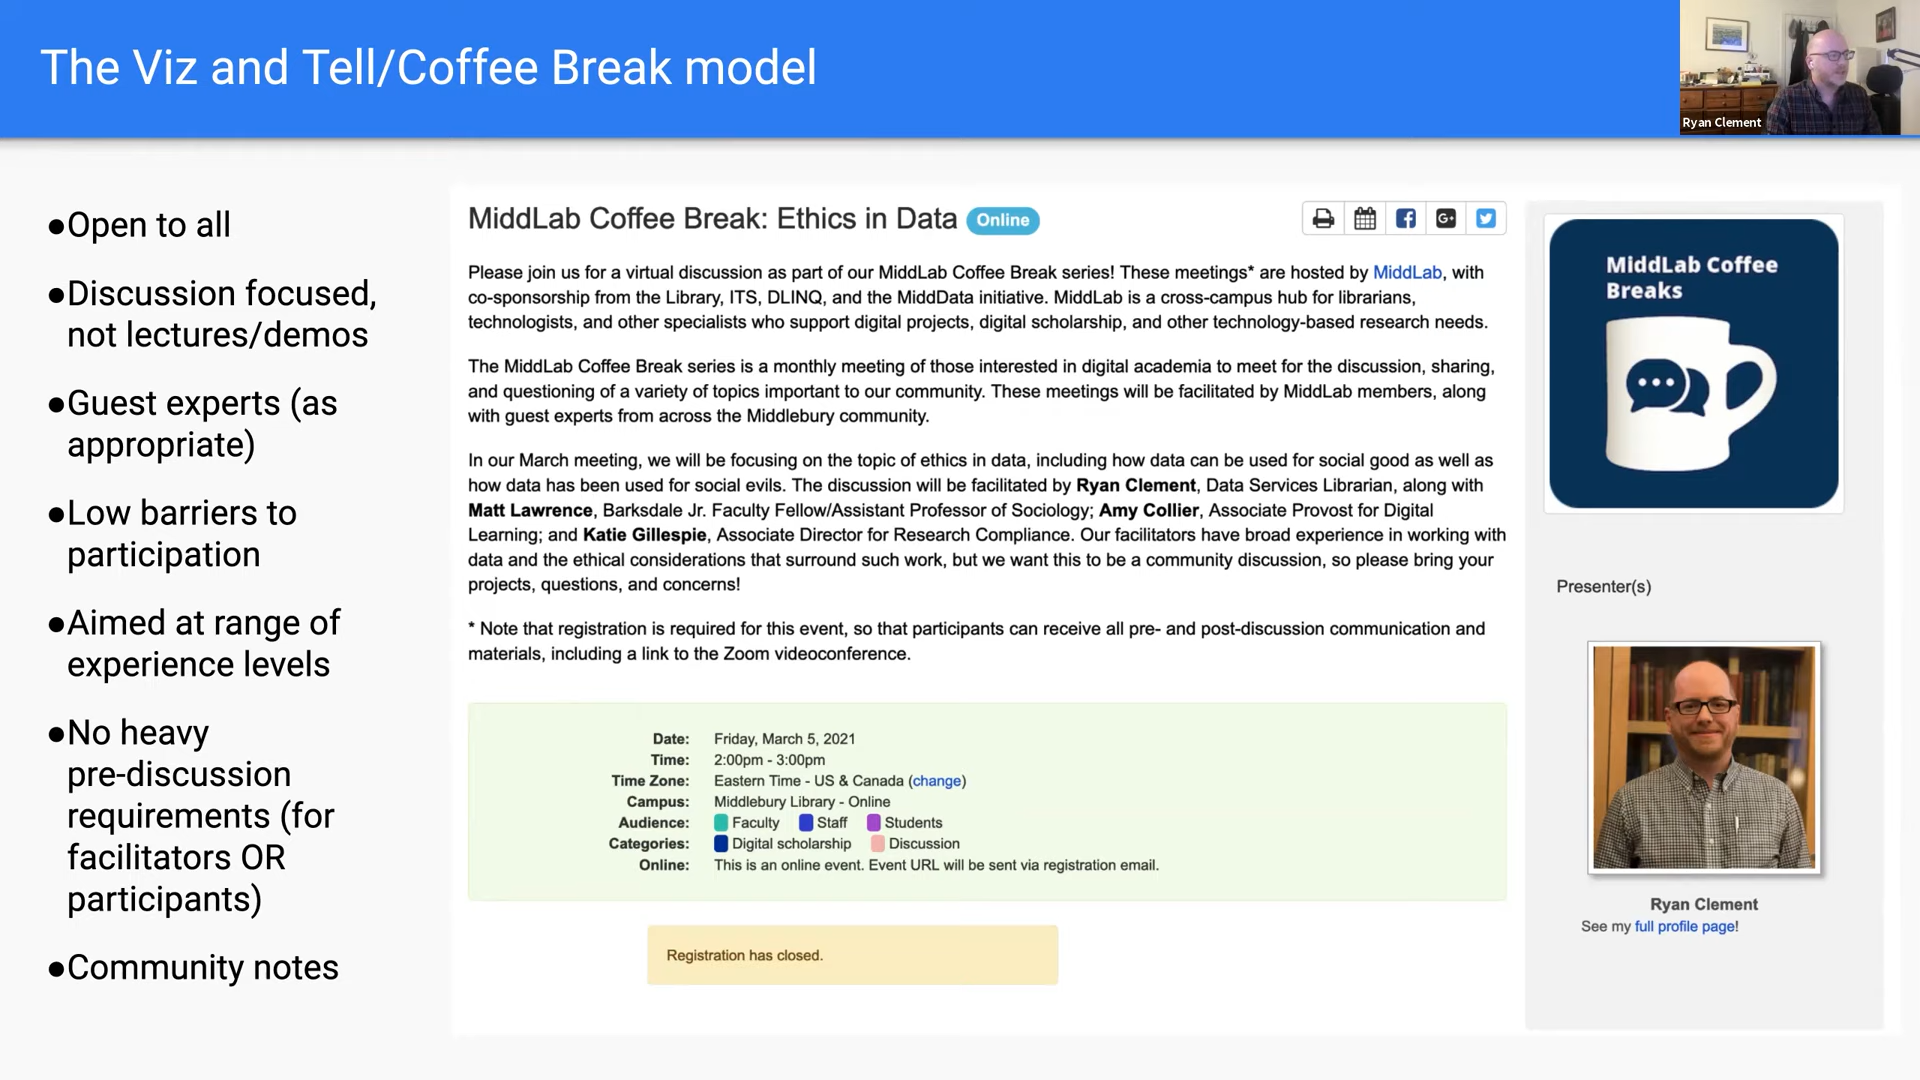 The Viz and Tell/Coffee Break model
Ryan Clement
●Open to all
●Discussion focused,
not lectures/demos
●Guest experts (as
appropriate)
●Low barriers to
participation
●Aimed at range of
experience levels
●No heavy
pre-discussion
requirements (for
facilitators OR
participants)
●Community notes
MiddLab Coffee Break: Ethics in Data Online
Please join us for a virtual discussion as part of our MiddLab Coffee Break series! These meetings* are hosted by MiddLab, with
co-sponsorship from the Library, ITS, DLINQ, and the MiddData initiative. MiddLab is a cross-campus hub for librarians,
technologists, and other specialists who support digital projects, digital scholarship, and other technology-based research needs.
The MiddLab Coffee Break series is a monthly meeting of those interested in digital academia to meet for the discussion, sharing,
and questioning of a variety of topics important to our community. These meetings will be facilitated by MiddLab members, along
with guest experts from across the Middlebury community.
In our March meeting, we will be focusing on the topic of ethics in data, including how data can be used for social good as well as
how data has been used for social evils. The discussion will be facilitated by Ryan Clement, Data Services Librarian, along with
Matt Lawrence, Barksdale Jr. Faculty Fellow/Assistant Professor of Sociology; Amy Collier, Associate Provost for Digital
Learning; and Katie Gillespie, Associate Director for Research Compliance. Our facilitators have broad experience in working with
data and the ethical considerations that surround such work, but we want this to be a community discussion, so please bring your
projects, questions, and concerns!
* Note that registration is required for this event, so that participants can receive all pre- and post-discussion communication and
materials, including a link to the Zoom videoconference.
Date: Friday, March 5, 2021
Time: 2:00pm - 3:00pm
Time Zone: Eastern Time - US & Canada (change)
Campus: Middlebury Library - Online
Audience: Faculty Staff Students
Categories: Digital scholarship Discussion
Online: This is an online event. Event URL will be sent via registration email.
Registration has closed.
MiddLab Coffee
Breaks
Presenter(s)
Ryan Clement
See my full profile page!